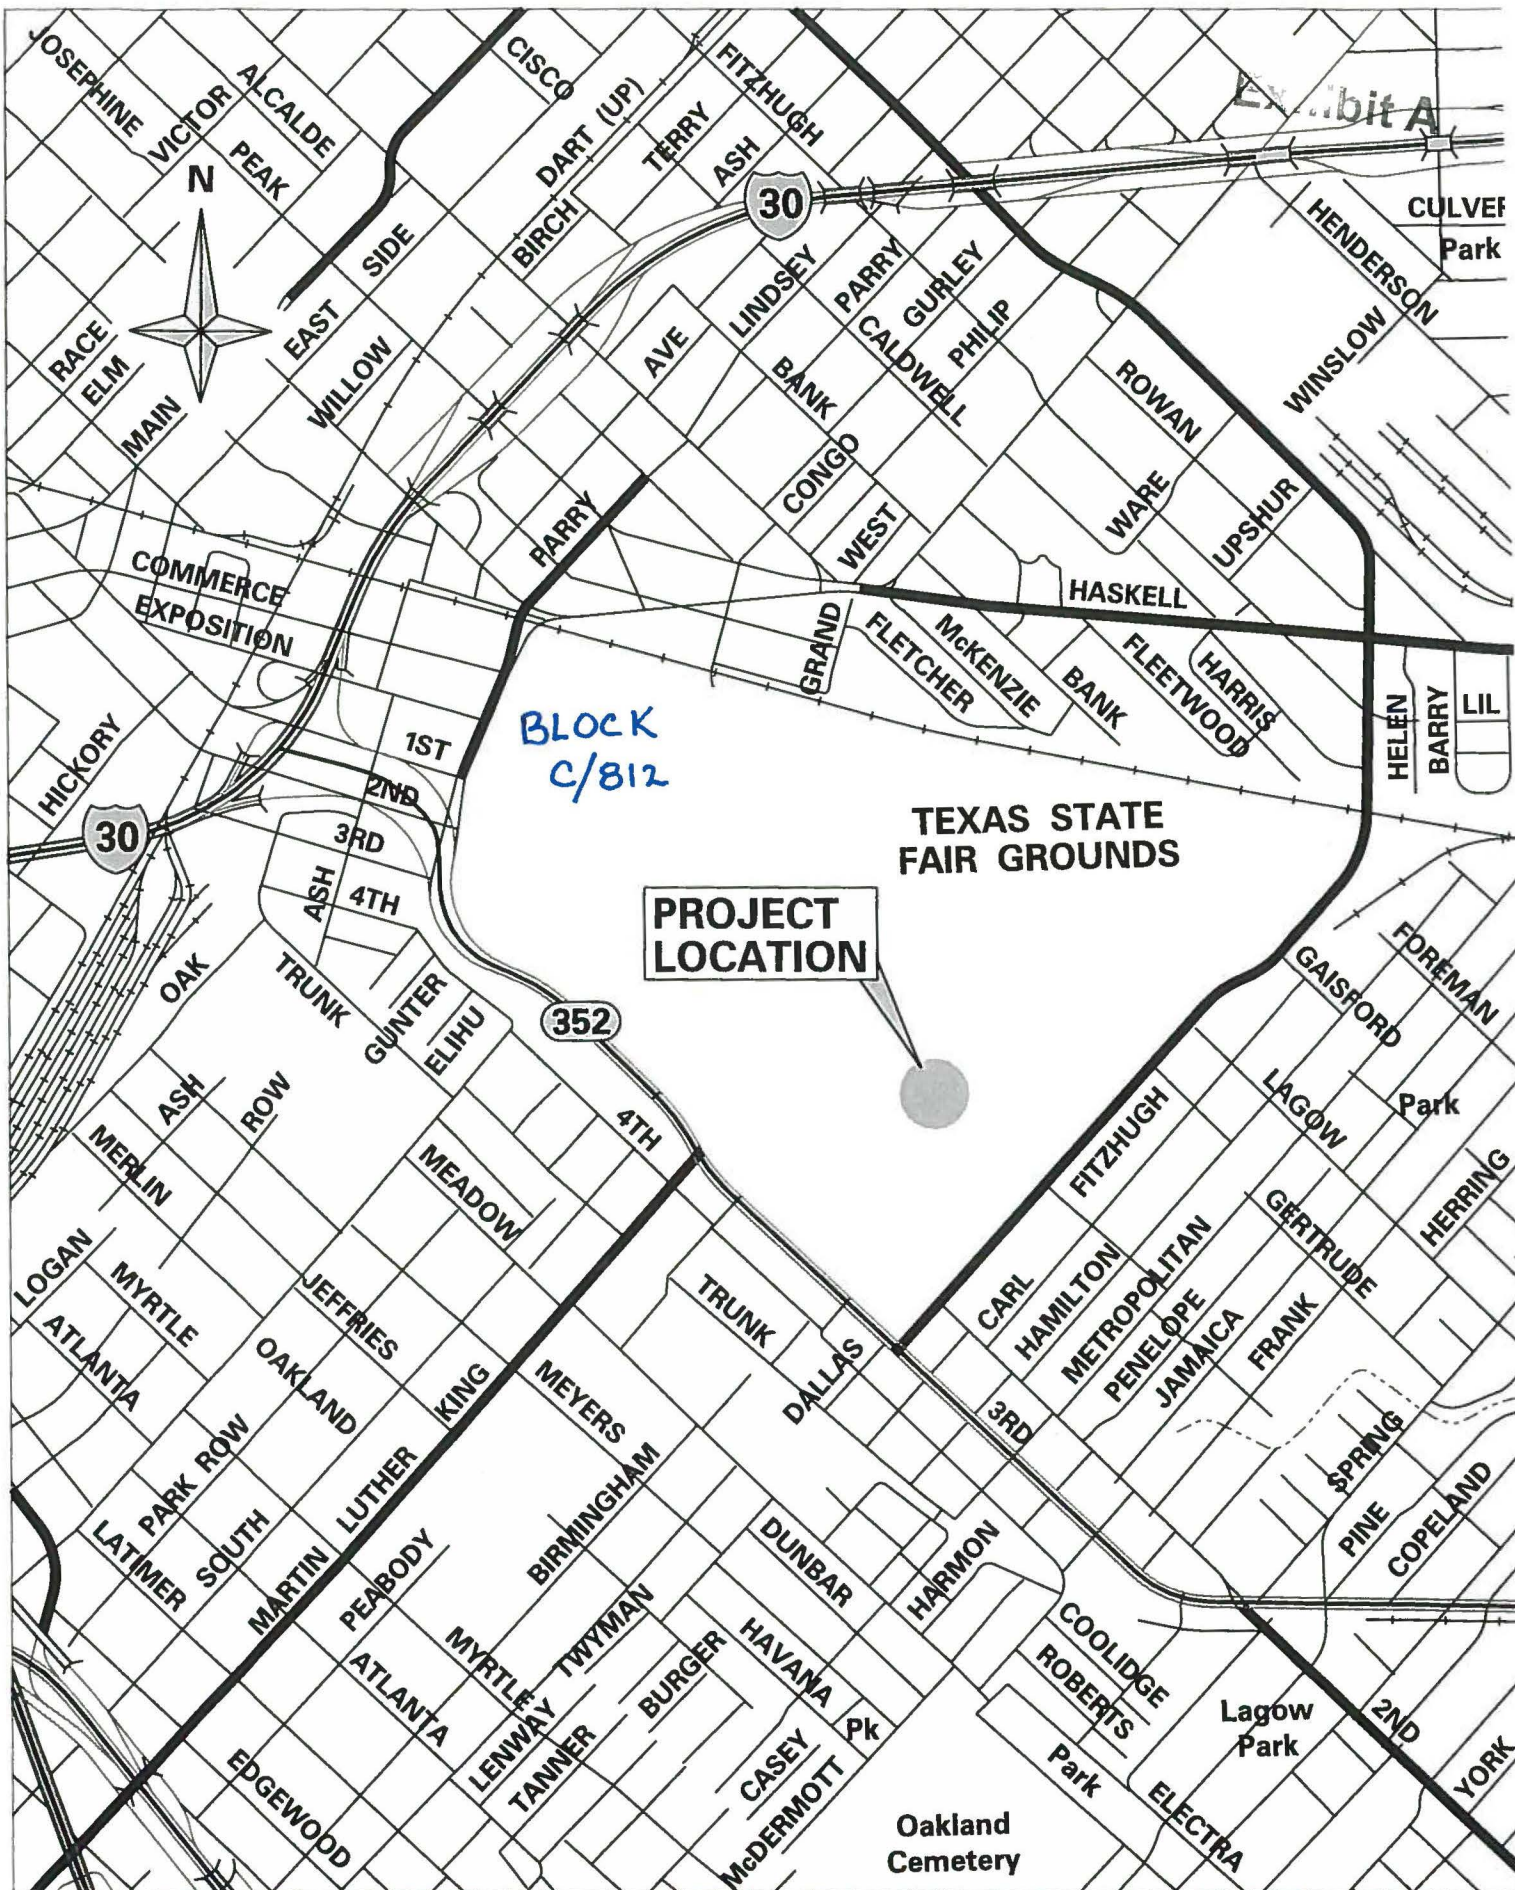 JOSEPHINE
VICTOR
ALCALDE
PEAK
CISCO
DART (UP)
FITZHUGH
TERRY
ASH
Exhibit A
N
30
SIDE
BIRCH
HENDERSON
CULVER
Park
LINDSEY
PARRY
GURLEY
PHILIP
CALDWELL
EAST
RACE
ELM
MAIN
WILLOW
AVE
BANK
ROWAN
WINSLOW
CONGO
WEST
WARE
UPSHUR
PARRY
COMMERCE
EXPOSITION
HASKELL
GRAND
FLETCHER
McKENZIE
BANK
FLEETWOOD
HARRIS
HELEN
BARRY
LIL
HICKORY
1ST
BLOCK
C/812
2ND
3RD
ASH
4TH
30
TEXAS STATE
FAIR GROUNDS
PROJECT
LOCATION
OAK
TRUNK
GUNTER
ELIHU
352
GAISFORD
FOREMAN
ASH
ROW
MERLIN
4TH
MEADOW
FITZHUGH
LAGOW
Park
HERRING
GERTRUDE
LOGAN
MYRTLE
ATLANTA
JEFFRIES
OAKLAND
TRUNK
DALLAS
CARL
HAMILTON
METROPOLITAN
PENELOPE
JAMAICA
FRANK
KING
MEYERS
3RD
SPRING
PINE
COPELAND
PARK ROW
LATIMER
SOUTH
LUTHER
MARTIN
PEABODY
BIRMINGHAM
DUNBAR
HARMON
ATLANTA
MYRTLE
TWYMAN
LENWAY
TANNER
BURGER
HAVANA
Pk
CASEY
McDERMOTT
COOLIDGE
ROBERTS
Lagow
Park
2ND
YORK
Park
ELECTRA
EDGEWOOD
Oakland
Cemetery